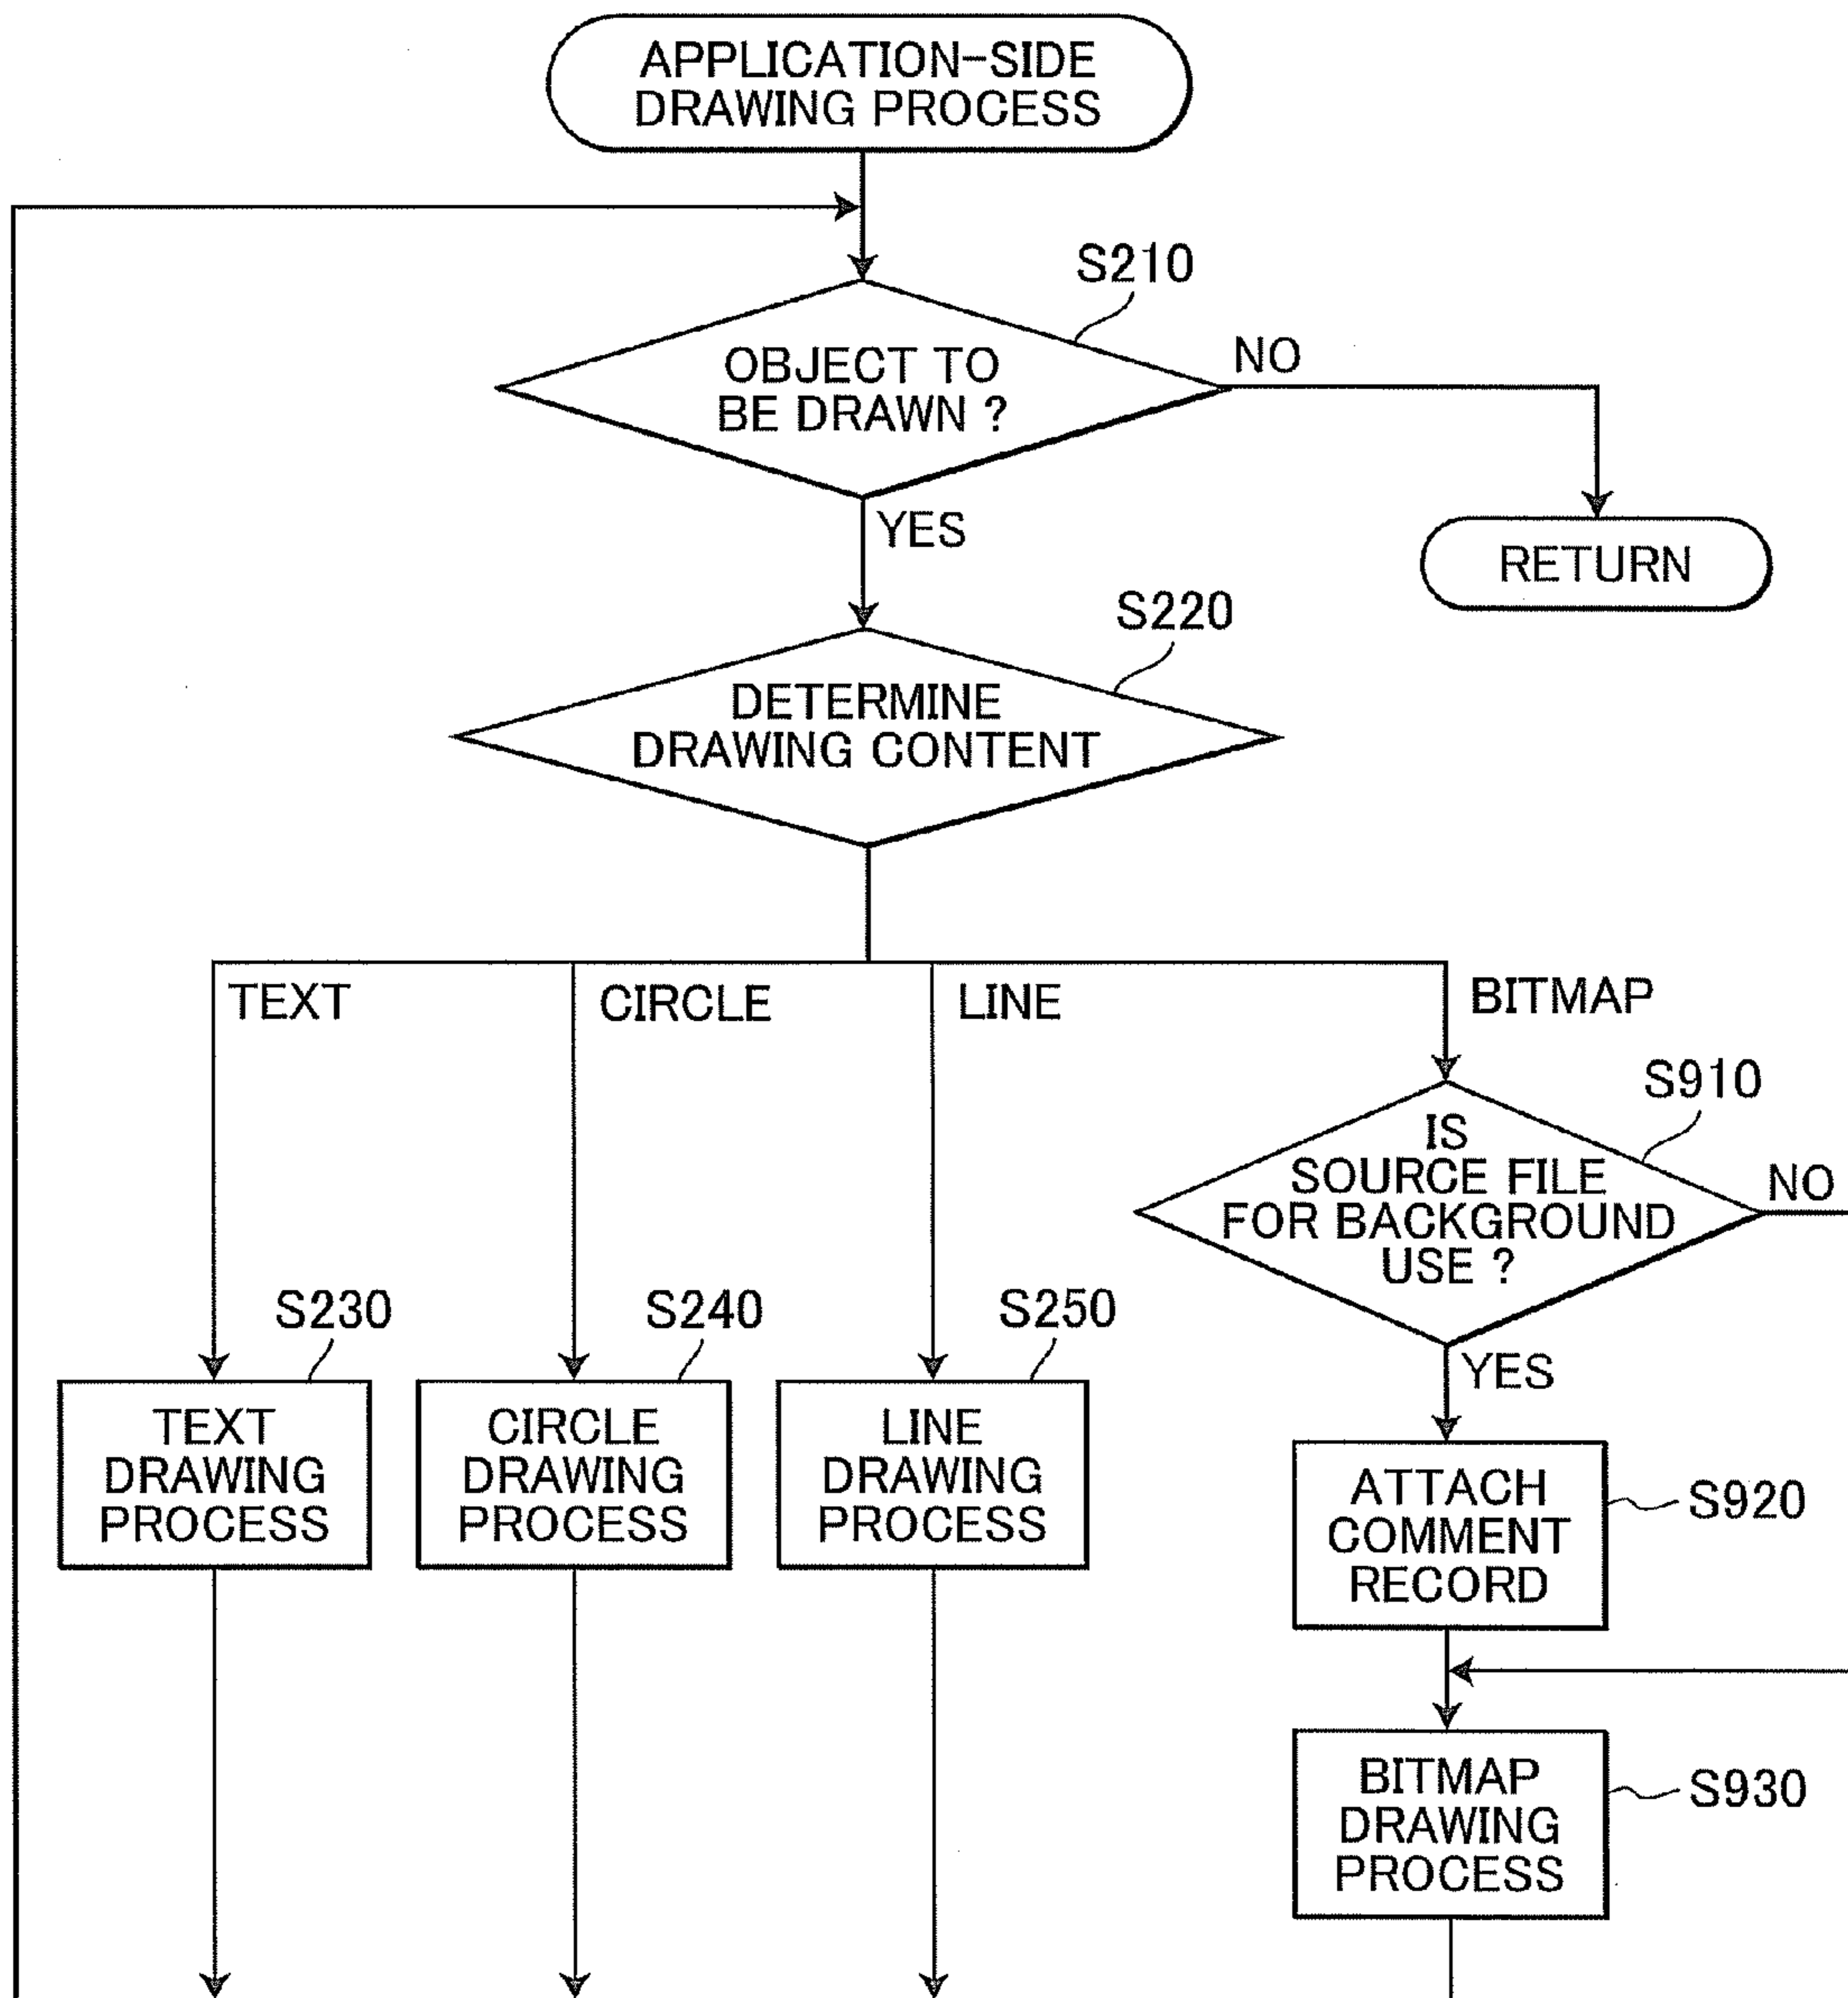 APPLICATION-SIDE
DRAWING PROCESS
S210
OBJECT TO
BE DRAWN ?
NO
YES
RETURN
S220
DETERMINE
DRAWING CONTENT
TEXT
CIRCLE
LINE
BITMAP
S910
IS
SOURCE FILE
FOR BACKGROUND
USE ?
NO
YES
S230
TEXT
DRAWING
PROCESS
S240
CIRCLE
DRAWING
PROCESS
S250
LINE
DRAWING
PROCESS
ATTACH
COMMENT
RECORD
S920
BITMAP
DRAWING
PROCESS
S930